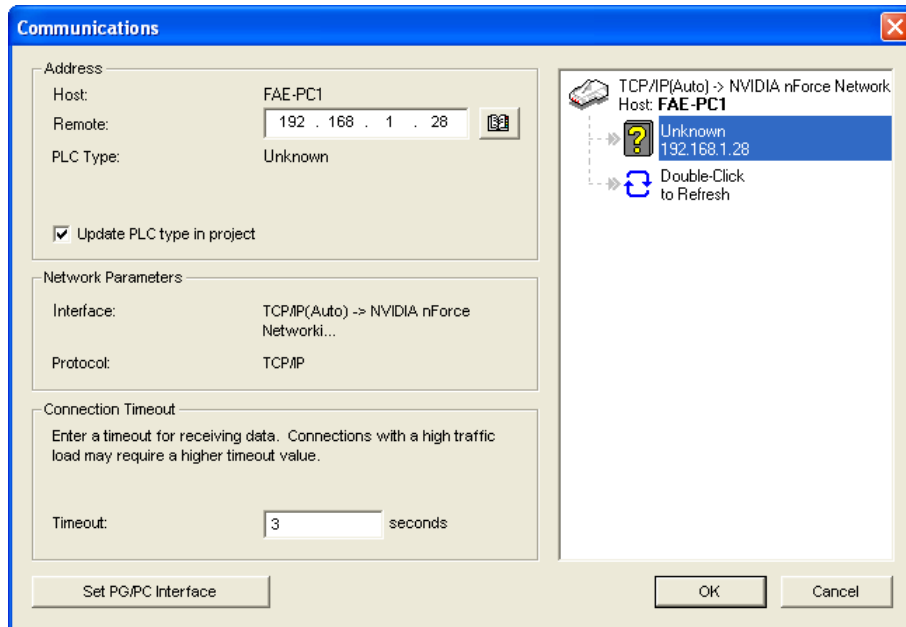 Communications
Address
Host: FAE-PC1
Remote: 192 . 168 . 1 . 28
PLC Type: Unknown
Update PLC type in project
Network Parameters
Interface: TCP/IP(Auto) -> NVIDIA nForce
Networki...
Protocol: TCP/IP
Connection Timeout
Enter a timeout for receiving data. Connections with a high traffic
load may require a higher timeout value.
Timeout: 3 seconds
Set PG/PC Interface
TCP/IP(Auto) -> NVIDIA nForce Network
Host: FAE-PC1
Unknown
192.168.1.28
Double-Click
to Refresh
OK
Cancel